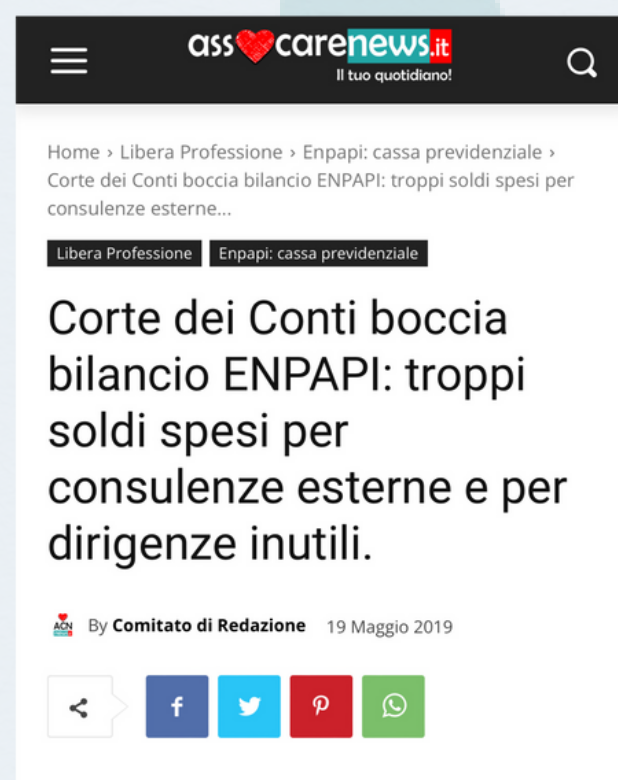 asscarenews.it
Il tuo quotidiano!
Home › Libera Professione › Enpapi: cassa previdenziale ›
Corte dei Conti boccia bilancio ENPAPI: troppi soldi spesi per
consulenze esterne...
Libera Professione Enpapi: cassa previdenziale
Corte dei Conti boccia
bilancio ENPAPI: troppi
soldi spesi per
consulenze esterne e per
dirigenze inutili.
ACN
By Comitato di Redazione 19 Maggio 2019